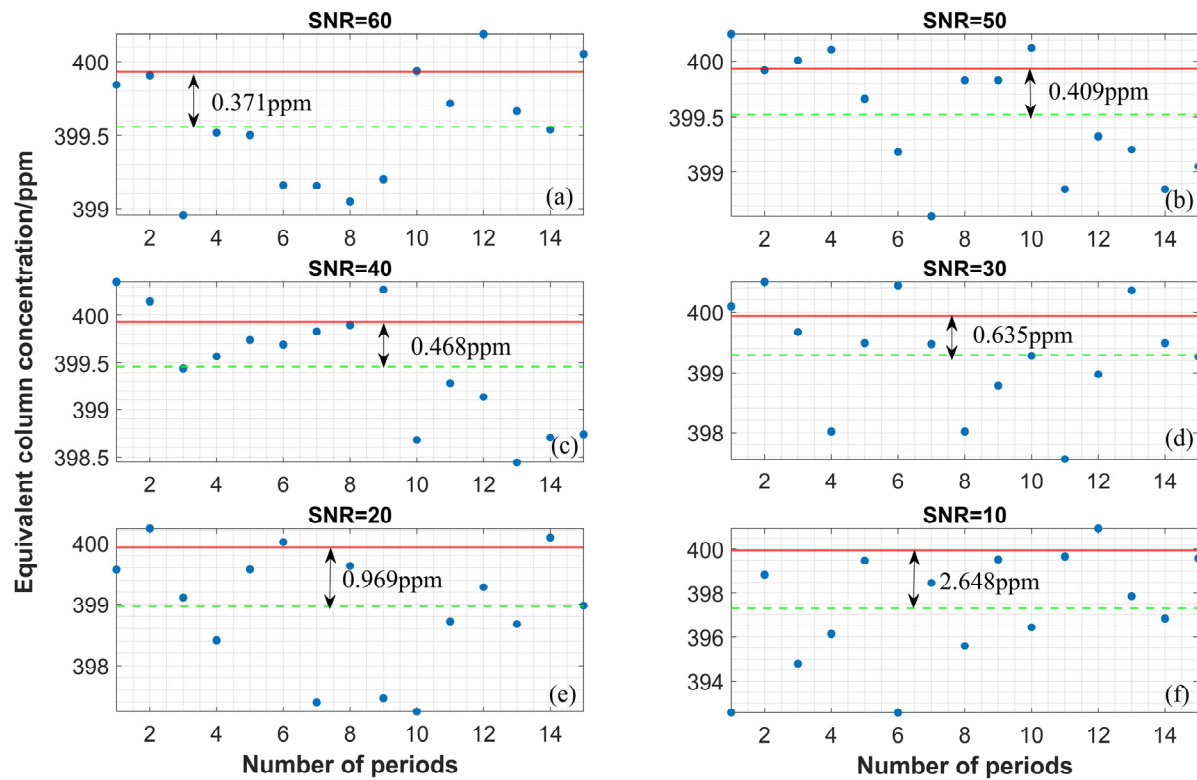 Equivalent column concentration/ppm
SNR=60
400
399.5
399
0.371ppm
(a)
2 4 6 8 10 12 14
SNR=50
400
399.5
399
0.409ppm
(b)
2 4 6 8 10 12 14
SNR=40
400
399.5
399
398.5
0.468ppm
(c)
2 4 6 8 10 12 14
SNR=30
400
399
398
0.635ppm
(d)
2 4 6 8 10 12 14
SNR=20
400
399
398
0.969ppm
(e)
2 4 6 8 10 12 14
Number of periods
SNR=10
400
398
396
394
2.648ppm
(f)
2 4 6 8 10 12 14
Number of periods